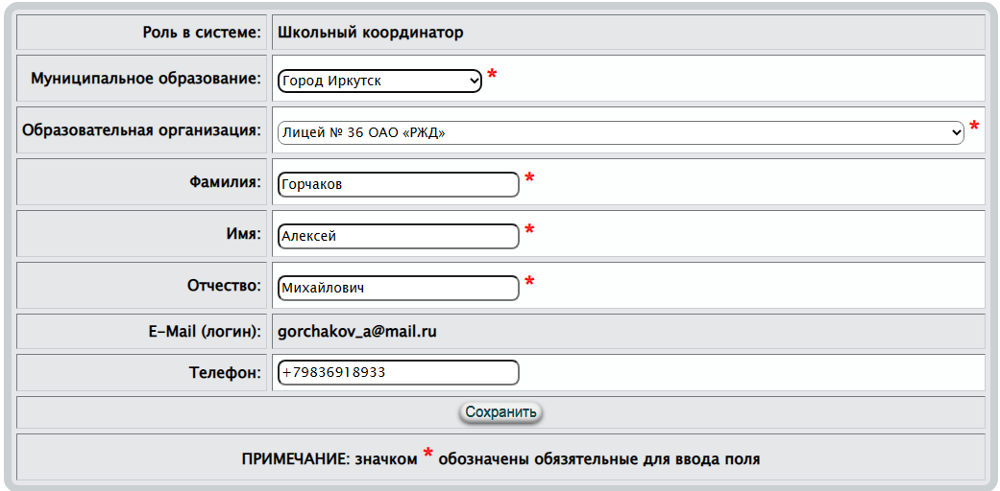 Роль в системе: Школьный координатор
Муниципальное образование: Город Иркутск *
Образовательная организация: Лицей № 36 ОАО «РЖД» *
Фамилия: Горчаков *
Имя: Алексей *
Отчество: Михайлович *
E-Mail (логин): gorchakov_a@mail.ru
Телефон: +79836918933
Сохранить
ПРИМЕЧАНИЕ: значком * обозначены обязятельные для ввода поля